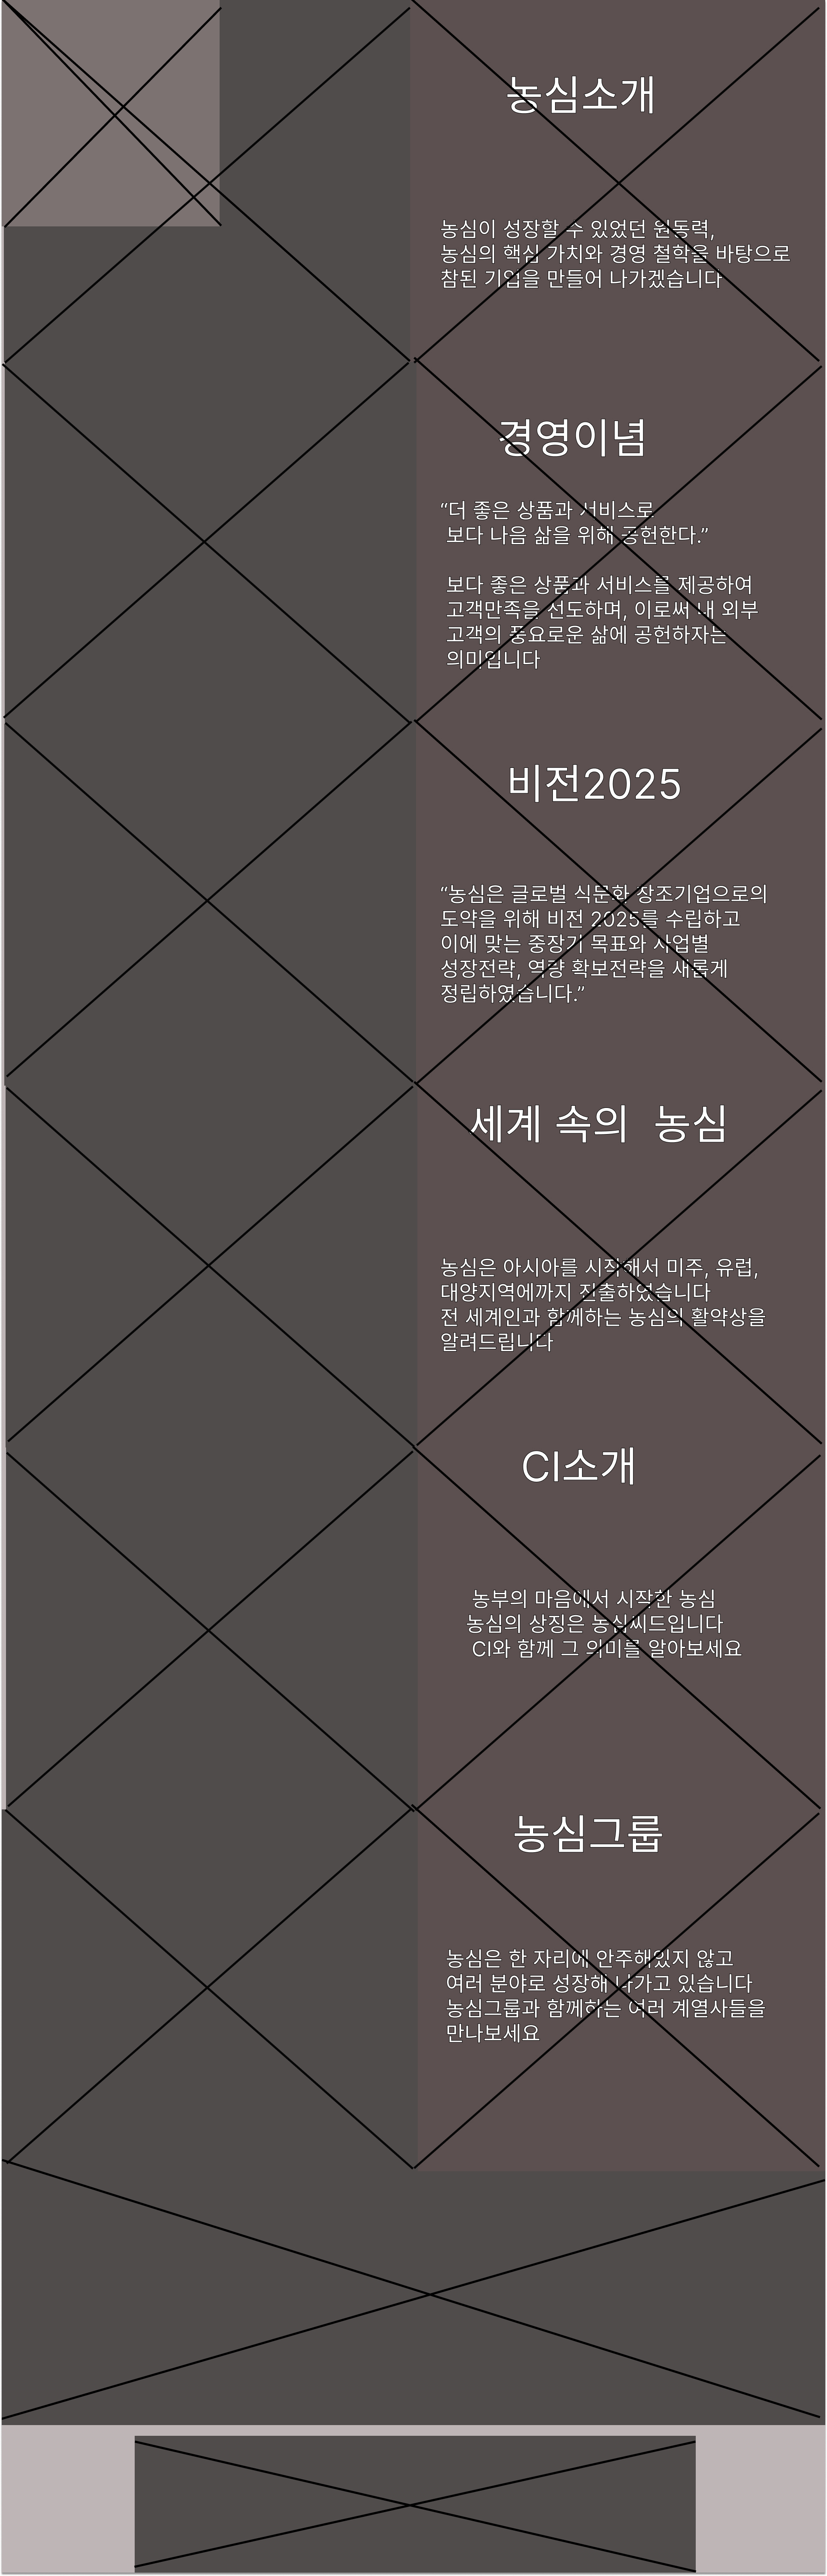 농심소개
농심이 성장할 수 있었던 원동력,
농심의 핵심 가치와 경영 철학을 바탕으로
참된 기업을 만들어 나가겠습니다
경영이념
“더 좋은 상품과 서비스로
보다 나음 삶을 위해 공헌한다.”
보다 좋은 상품과 서비스를 제공하여
고객만족을 선도하며, 이로써 내 외부
고객의 풍요로운 삶에 공헌하자는
의미입니다
비전2025
“농심은 글로벌 식문화 창조기업으로의
도약을 위해 비전 2025를 수립하고
이에 맞는 중장기 목표와 사업별
성장전략, 역량 확보전략을 새롭게
정립하였습니다.”
세계 속의 농심
농심은 아시아를 시작해서 미주, 유럽,
대양지역에까지 진출하였습니다
전 세계인과 함께하는 농심의 활약상을
알려드립니다
CI소개
농부의 마음에서 시작한 농심
농심의 상징은 농심씨드입니다
CI와 함께 그 의미를 알아보세요
농심그룹
농심은 한 자리에 안주해있지 않고
여러 분야로 성장해 나가고 있습니다
농심그룹과 함께하는 여러 계열사들을
만나보세요